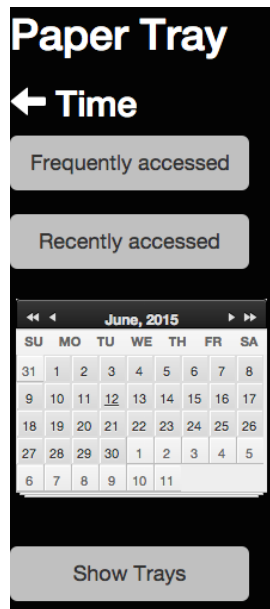 Paper Tray
Time
Frequently accessed
Recently accessed
June, 2015
SU MO TU WE TH FR SA
31 1 2 3 4 5 6 7 8
9 10 11 12 13 14 15 16 17
18 19 20 21 22 23 24 25 26
27 28 29 30 1 2 3 4 5
6 7 8 9 10 11
Show Trays